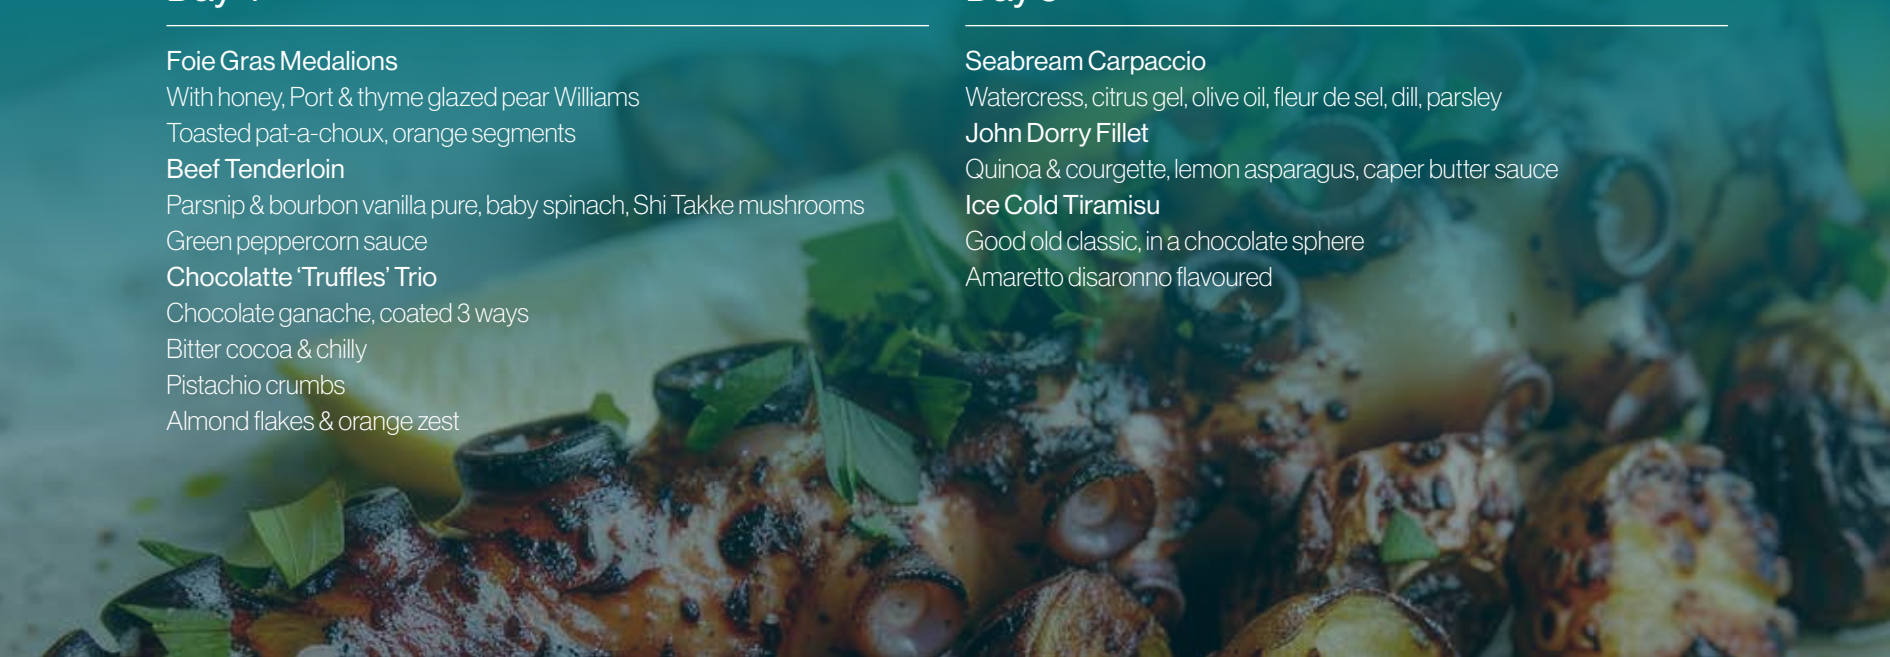 Foie Gras Medalions
With honey, Port & thyme glazed pear Williams
Toasted pat-a-choux, orange segments
Beef Tenderloin
Parsnip & bourbon vanilla pure, baby spinach, Shi Takke mushrooms
Green peppercorn sauce
Chocolatte ‘Truffles’ Trio
Chocolate ganache, coated 3 ways
Bitter cocoa & chilly
Pistachio crumbs
Almond flakes & orange zest
Seabream Carpaccio
Watercress, citrus gel, olive oil, fleur de sel, dill, parsley
John Dorry Fillet
Quinoa & courgette, lemon asparagus, caper butter sauce
Ice Cold Tiramisu
Good old classic, in a chocolate sphere
Amaretto disaronno flavoured